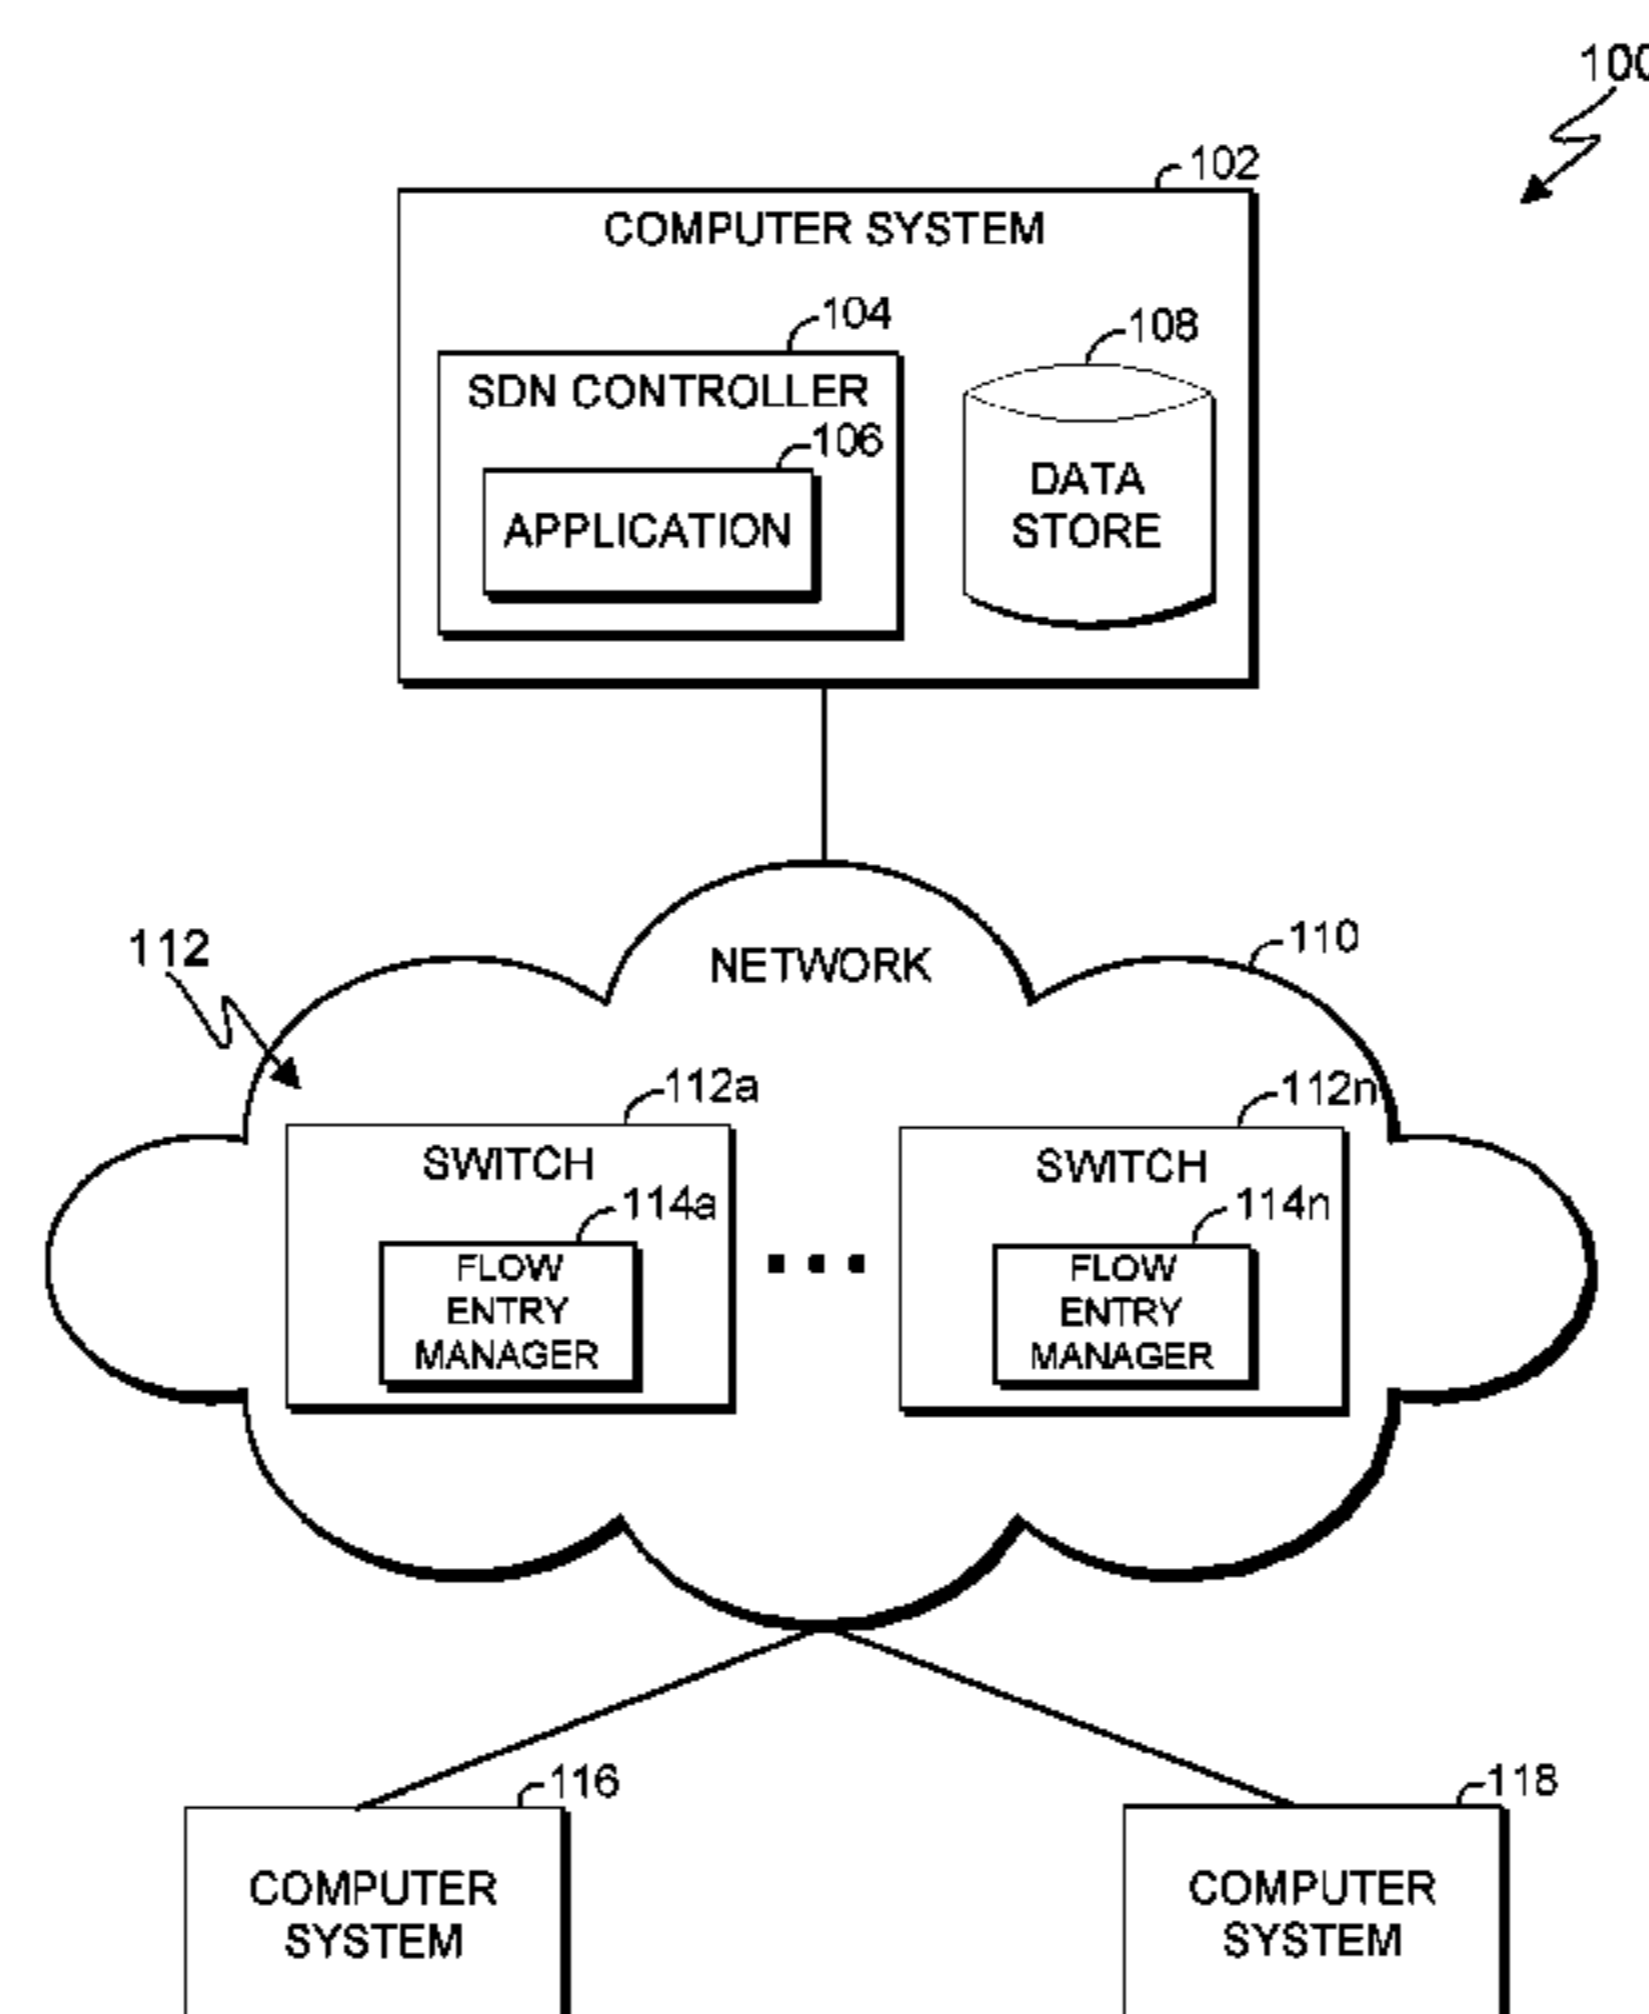 100
102
COMPUTER SYSTEM
104
108
SDN CONTROLLER
106
DATA
STORE
APPLICATION
110
112
NETWORK
112a
112n
SWITCH
SWITCH
114a
114n
FLOW
ENTRY
MANAGER
FLOW
ENTRY
MANAGER
116
118
COMPUTER
SYSTEM
COMPUTER
SYSTEM